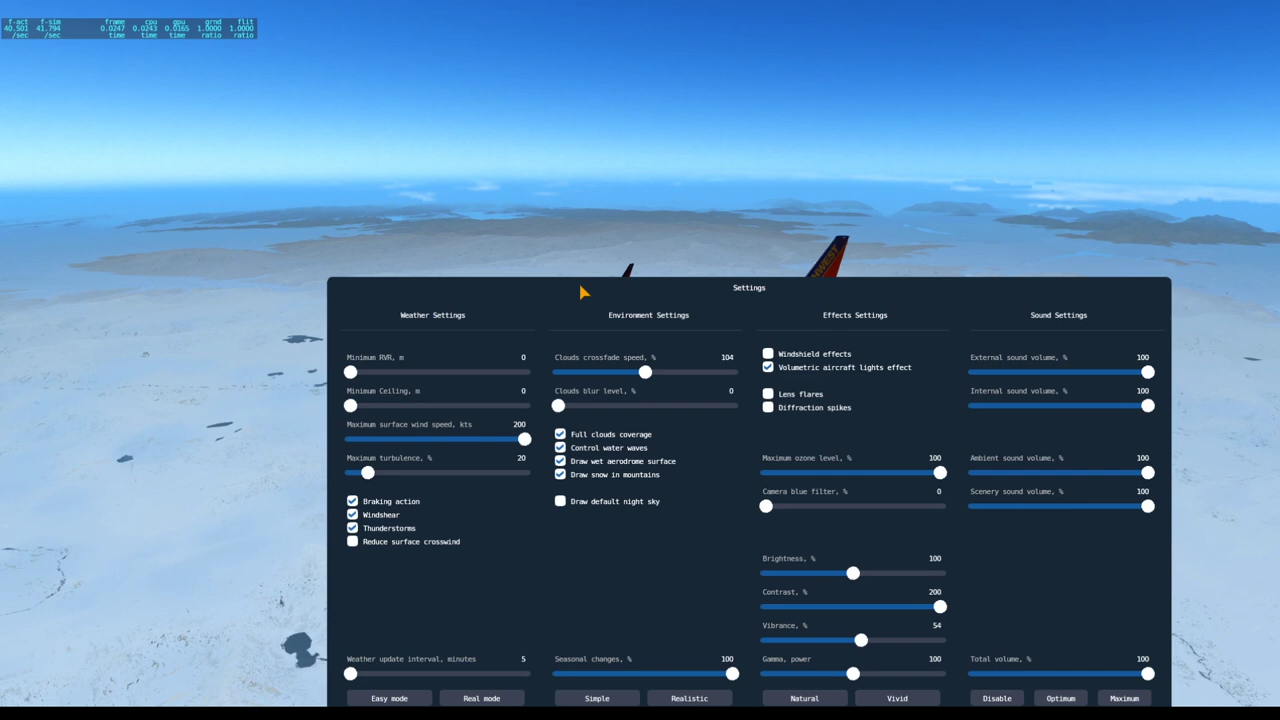 f-act f-sim frame cpu gpu grnd flit
40.501 41.794 0.0247 0.0243 0.0165 1.0000 1.0000
/sec /sec time time time ratio ratio
WEST
Settings
Weather Settings
Minimum RVR, m 0
Minimum Ceiling, m 0
Maximum surface wind speed, kts 200
Maximum turbulence, % 20
Braking action
Windshear
Thunderstorms
Reduce surface crosswind
Weather update interval, minutes 5
Easy mode Real mode
Environment Settings
Clouds crossfade speed, % 104
Clouds blur level, % 0
Full clouds coverage
Control water waves
Draw wet aerodrome surface
Draw snow in mountains
Draw default night sky
Seasonal changes, % 100
Simple Realistic
Effects Settings
Windshield effects
Volumetric aircraft lights effect
Lens flares
Diffraction spikes
Maximum ozone level, % 100
Camera blue filter, % 0
Brightness, % 100
Contrast, % 200
Vibrance, % 54
Gamma, power 100
Natural Vivid
Sound Settings
External sound volume, % 100
Internal sound volume, % 100
Ambient sound volume, % 100
Scenery sound volume, % 100
Total volume, % 100
Disable Optimum Maximum